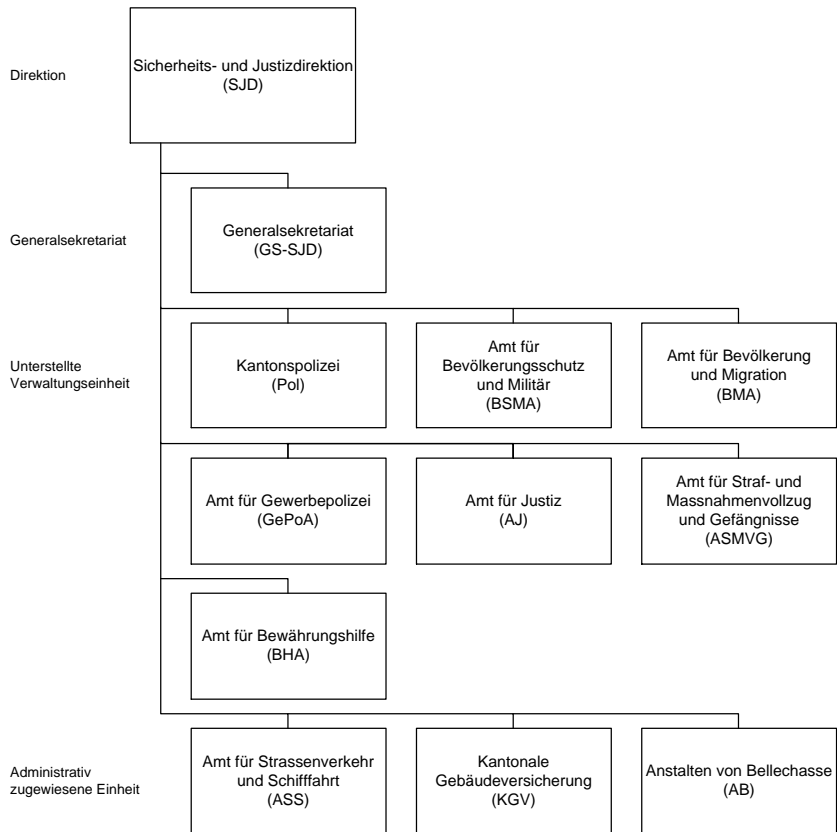 Direktion
Sicherheits- und Justizdirektion
(SJD)
Generalsekretariat
Generalsekretariat
(GS-SJD)
Unterstellte
Verwaltungseinheit
Kantonspolizei
(Pol)
Amt für
Bevölkerungsschutz
und Militär
(BSMA)
Amt für Bevölkerung
und Migration
(BMA)
Amt für Gewerbepolizei
(GePoA)
Amt für Justiz
(AJ)
Amt für Straf- und
Massnahmenvollzug
und Gefängnisse
(ASMVG)
Amt für Bewährungshilfe
(BHA)
Administrativ
zugewiesene Einheit
Amt für Strassenverkehr
und Schifffahrt
(ASS)
Kantonale
Gebäudeversicherung
(KGV)
Anstalten von Bellechasse
(AB)